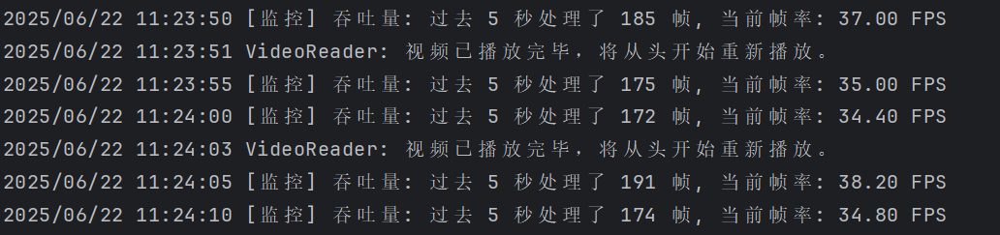 2025/06/22 11:23:50 [监控] 吞吐量: 过去 5 秒处理了 185 帧, 当前帧率: 37.00 FPS
2025/06/22 11:23:51 VideoReader: 视频已播放完毕，将从头开始重新播放。
2025/06/22 11:23:55 [监控] 吞吐量: 过去 5 秒处理了 175 帧, 当前帧率: 35.00 FPS
2025/06/22 11:24:00 [监控] 吞吐量: 过去 5 秒处理了 172 帧, 当前帧率: 34.40 FPS
2025/06/22 11:24:03 VideoReader: 视频已播放完毕，将从头开始重新播放。
2025/06/22 11:24:05 [监控] 吞吐量: 过去 5 秒处理了 191 帧, 当前帧率: 38.20 FPS
2025/06/22 11:24:10 [监控] 吞吐量: 过去 5 秒处理了 174 帧, 当前帧率: 34.80 FPS